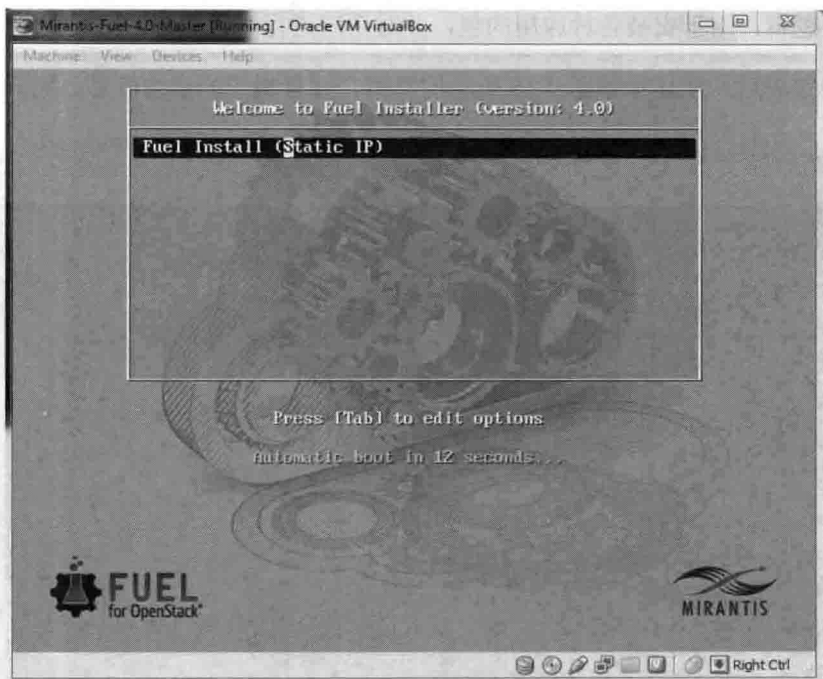 Mirantis-Fuel-4.0-Master [Running] - Oracle VM VirtualBox
Machine View Devices Help
Welcome to Fuel Installer (version: 4.0)
Fuel Install (Static IP)
Press [Tab] to edit options
Automatic boot in 12 seconds...
FUEL
for OpenStack
MIRANTIS
Right Ctrl